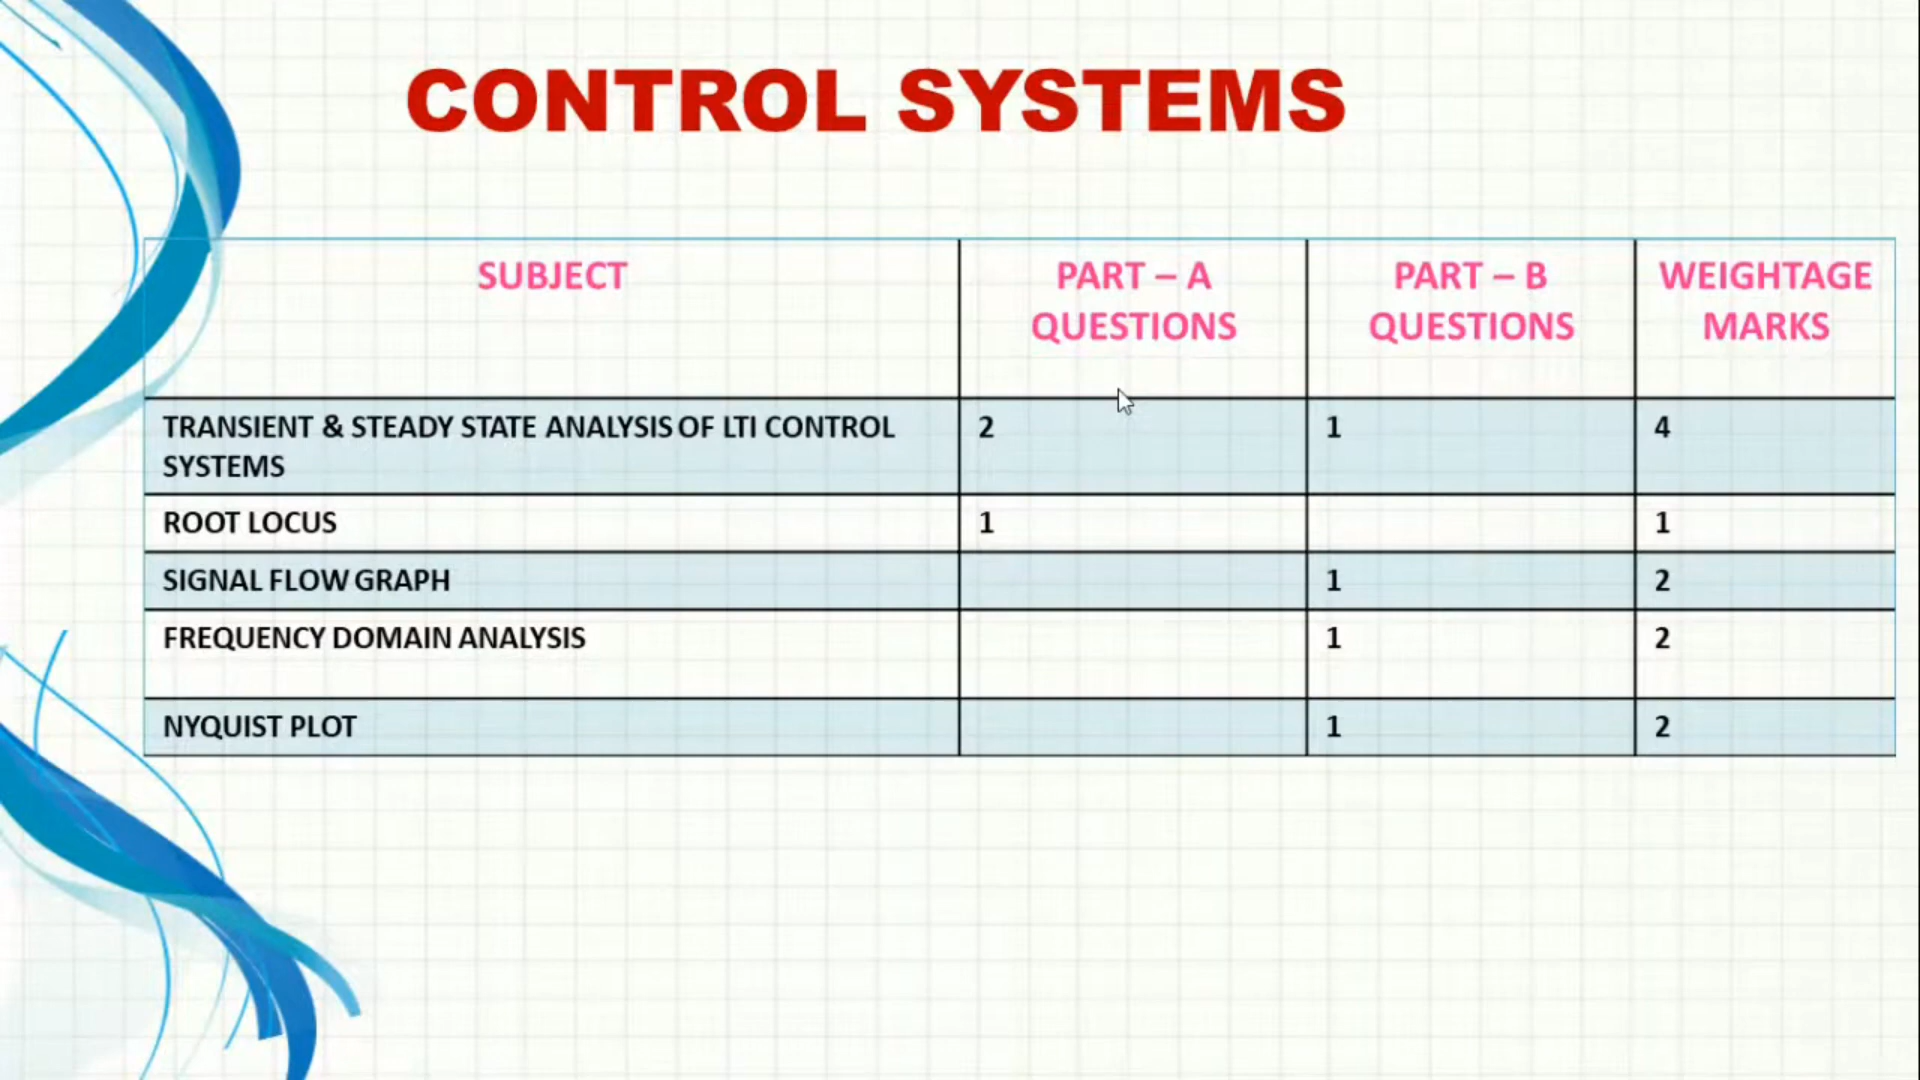 CONTROL SYSTEMS
SUBJECT
PART – A
QUESTIONS
PART – B
QUESTIONS
WEIGHTAGE
MARKS
TRANSIENT & STEADY STATE ANALYSIS OF LTI CONTROL
SYSTEMS
2
1
4
ROOT LOCUS
1
1
SIGNAL FLOW GRAPH
1
2
FREQUENCY DOMAIN ANALYSIS
1
2
NYQUIST PLOT
1
2